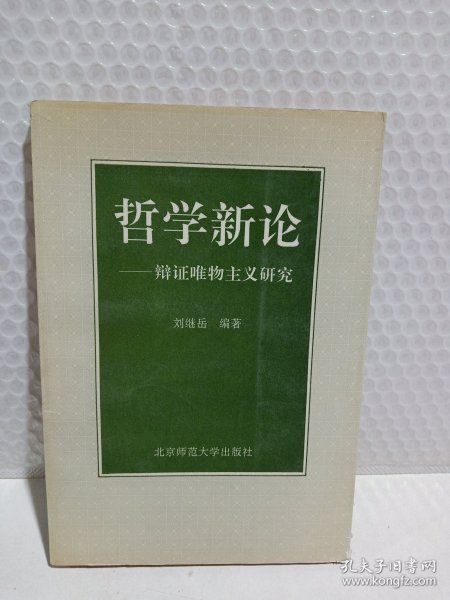 哲学新论
——辩证唯物主义研究
刘继岳 编著
北京师范大学出版社
孔夫子旧书网
www.kongfz.com